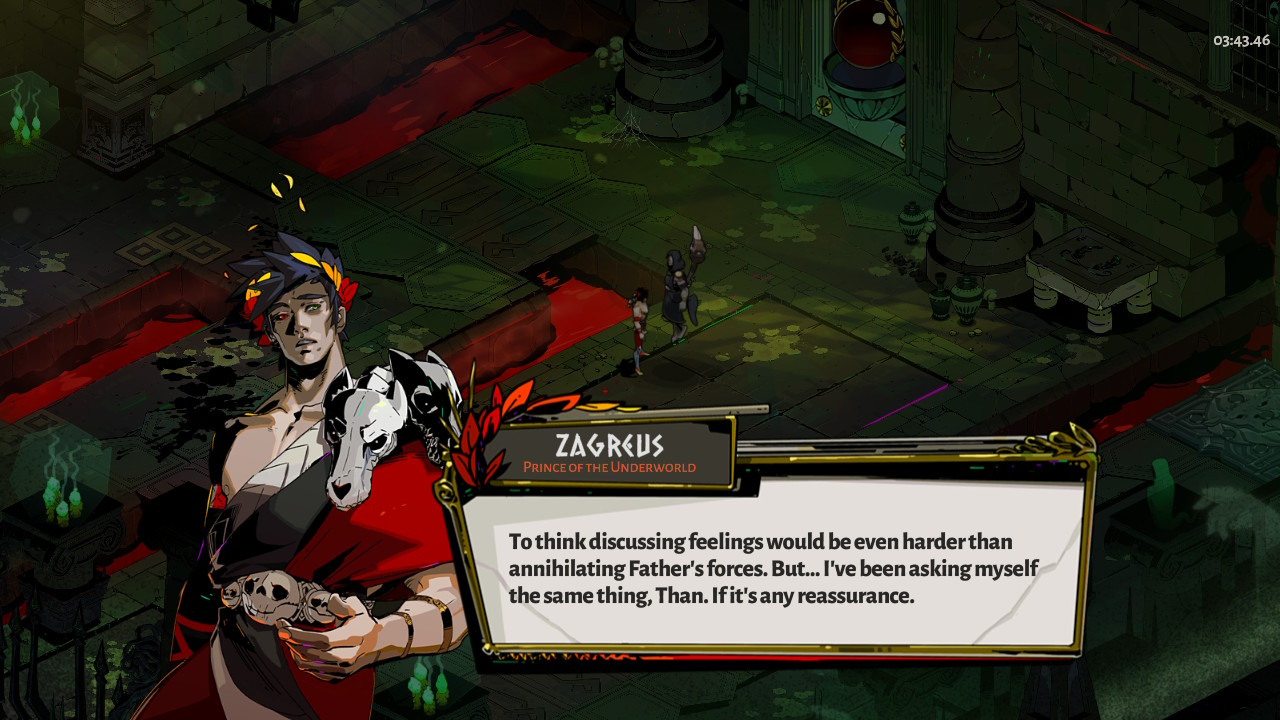 03:43.46
ZAGREUS
PRINCE OF THE UNDERWORLD
To think discussing feelings would be even harder than
annihilating Father's forces. But... I've been asking myself
the same thing, Than. If it's any reassurance.